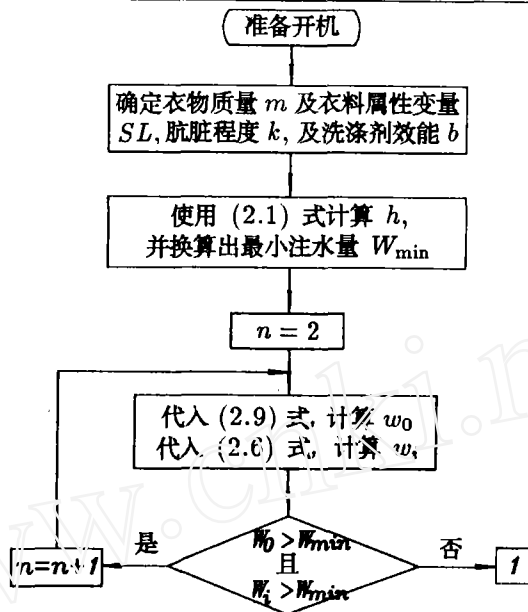 准备开机
确定衣物质量 m 及衣料属性变量
SL, 肮脏程度 k, 及洗涤剂效能 b
使用 (2.1) 式计算 h,
并换算出最小注水量 W_min
n = 2
代入 (2.9) 式, 计算 w_0
代入 (2.6) 式, 计算 w_i
W_0 > W_min
且
W_i > W_min
是
n=n+1
否
1
www.cnki.n